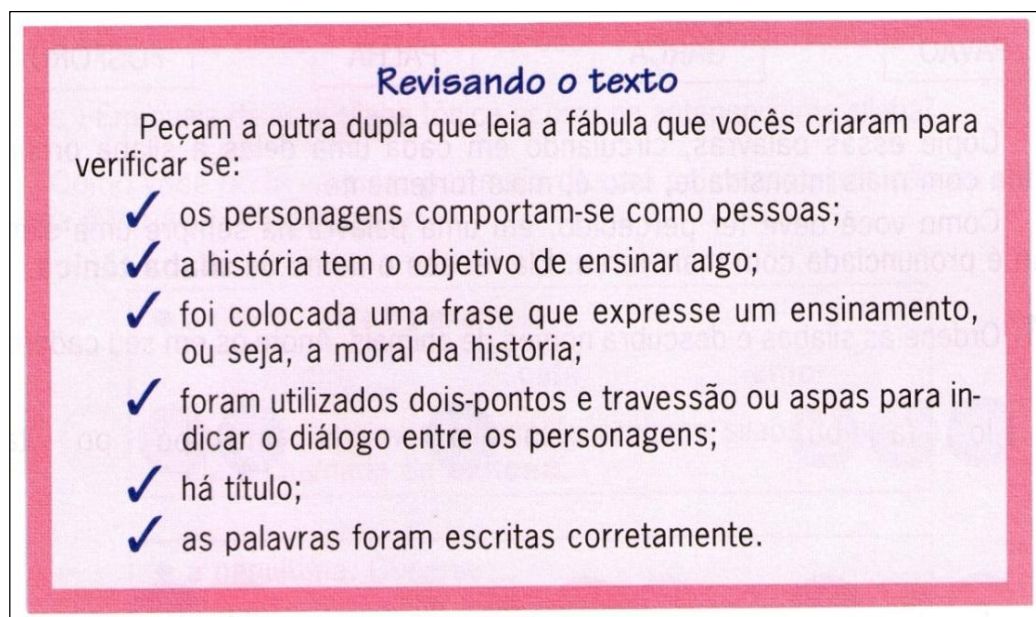 Revisando o texto
Peçam a outra dupla que leia a fábula que vocês criaram para
verificar se:
✓ os personagens comportam-se como pessoas;
✓ a história tem o objetivo de ensinar algo;
✓ foi colocada uma frase que expresse um ensinamento,
ou seja, a moral da história;
✓ foram utilizados dois-pontos e travessão ou aspas para in-
dicar o diálogo entre os personagens;
✓ há título;
✓ as palavras foram escritas corretamente.